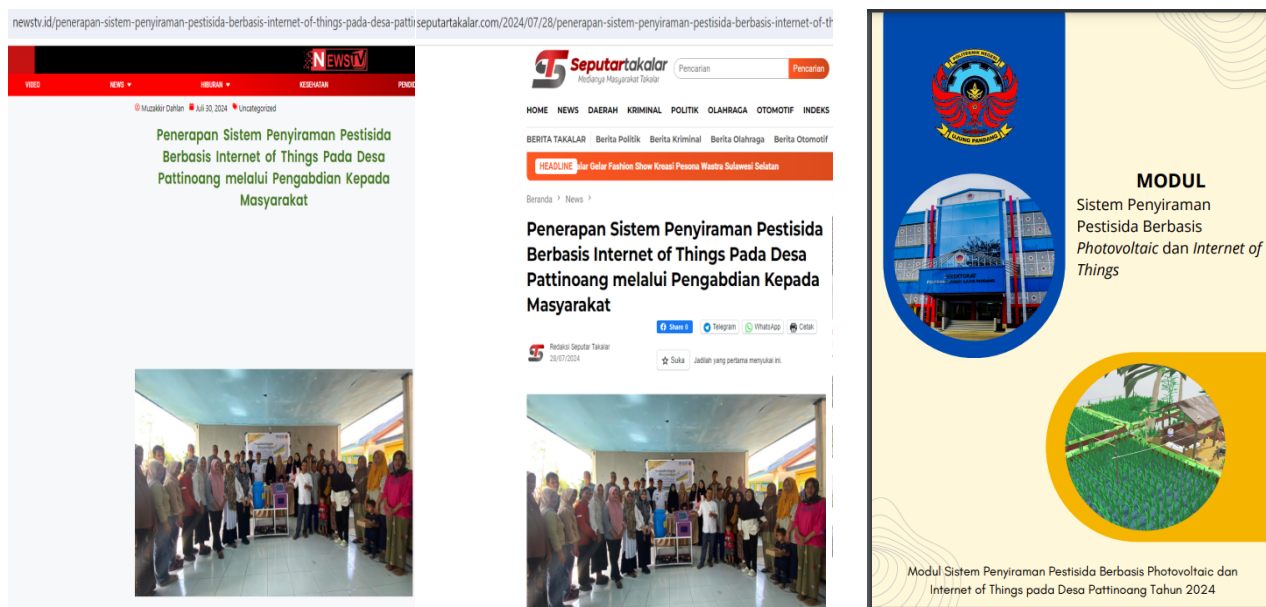 newstv.id/penerapan-sistem-penyiraman-pestisida-berbasis-internet-of-things-pada-desa-patti
NEWSTV
VIDEO
NEWS
HIBURAN
KESEHATAN
PENDID
Muzakkir Dahlan Juli 30, 2024 Uncategorized
Penerapan Sistem Penyiraman Pestisida
Berbasis Internet of Things Pada Desa
Pattinoang melalui Pengabdian Kepada
Masyarakat
seputartakalar.com/2024/07/28/penerapan-sistem-penyiraman-pestisida-berbasis-internet-of-th
Seputartakalar
Medianya Masyarakat Takalar
Pencarian
Pencarian
HOME NEWS DAERAH KRIMINAL POLITIK OLAHRAGA OTOMOTIF INDEKS
BERITA TAKALAR Berita Politik Berita Kriminal Berita Olahraga Berita Otomotif
HEADLINE alar Gelar Fashion Show Kreasi Pesona Wastra Sulawesi Selatan
Beranda > News >
Penerapan Sistem Penyiraman Pestisida
Berbasis Internet of Things Pada Desa
Pattinoang melalui Pengabdian Kepada
Masyarakat
Share 0 Telegram WhatsApp Cetak
Redaksi Seputar Takalar
28/07/2024
Suka
Jadilah yang pertama menyukai ini.
POLITEKNIK NEGERI
UJUNG PANDANG
MODUL
Sistem Penyiraman
Pestisida Berbasis
Photovoltaic dan Internet of
Things
Modul Sistem Penyiraman Pestisida Berbasis Photovoltaic dan
Internet of Things pada Desa Pattinoang Tahun 2024